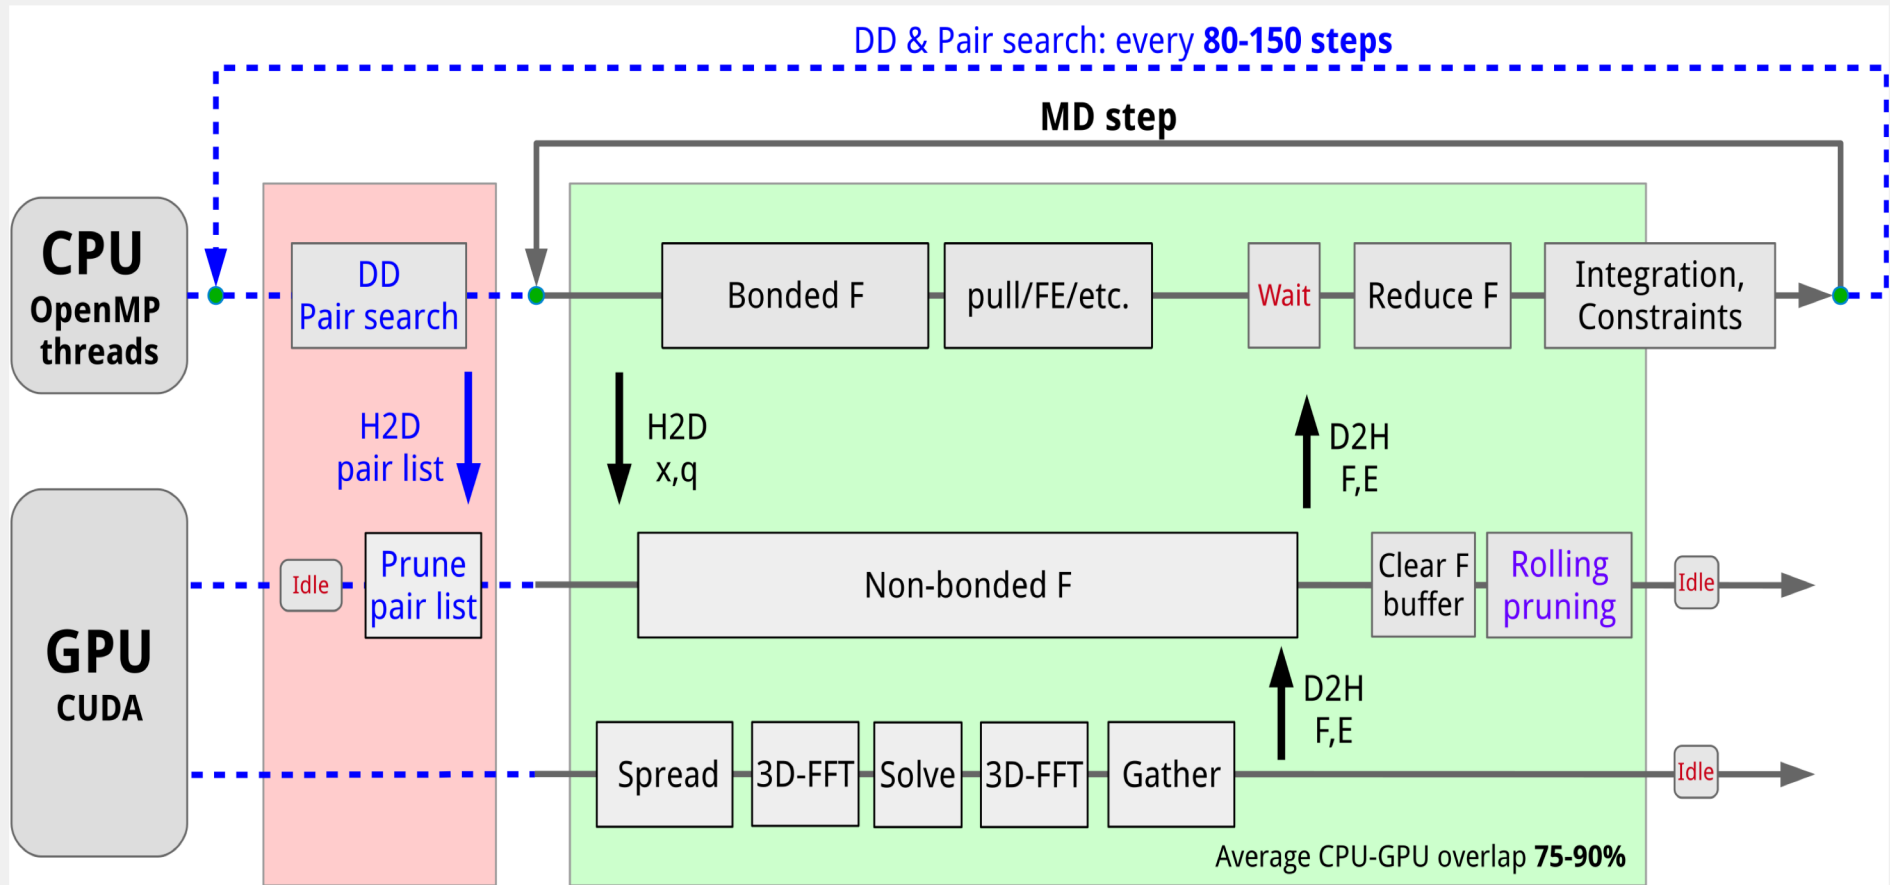 DD & Pair search: every 80-150 steps
MD step
CPU
OpenMP
threads
DD
Pair search
Bonded F
pull/FE/etc.
Wait
Reduce F
Integration,
Constraints
H2D
pair list
H2D
x,q
D2H
F,E
GPU
CUDA
Idle
Prune
pair list
Non-bonded F
Clear F
buffer
Rolling
pruning
Idle
D2H
F,E
Spread
3D-FFT
Solve
3D-FFT
Gather
Idle
Average CPU-GPU overlap 75-90%